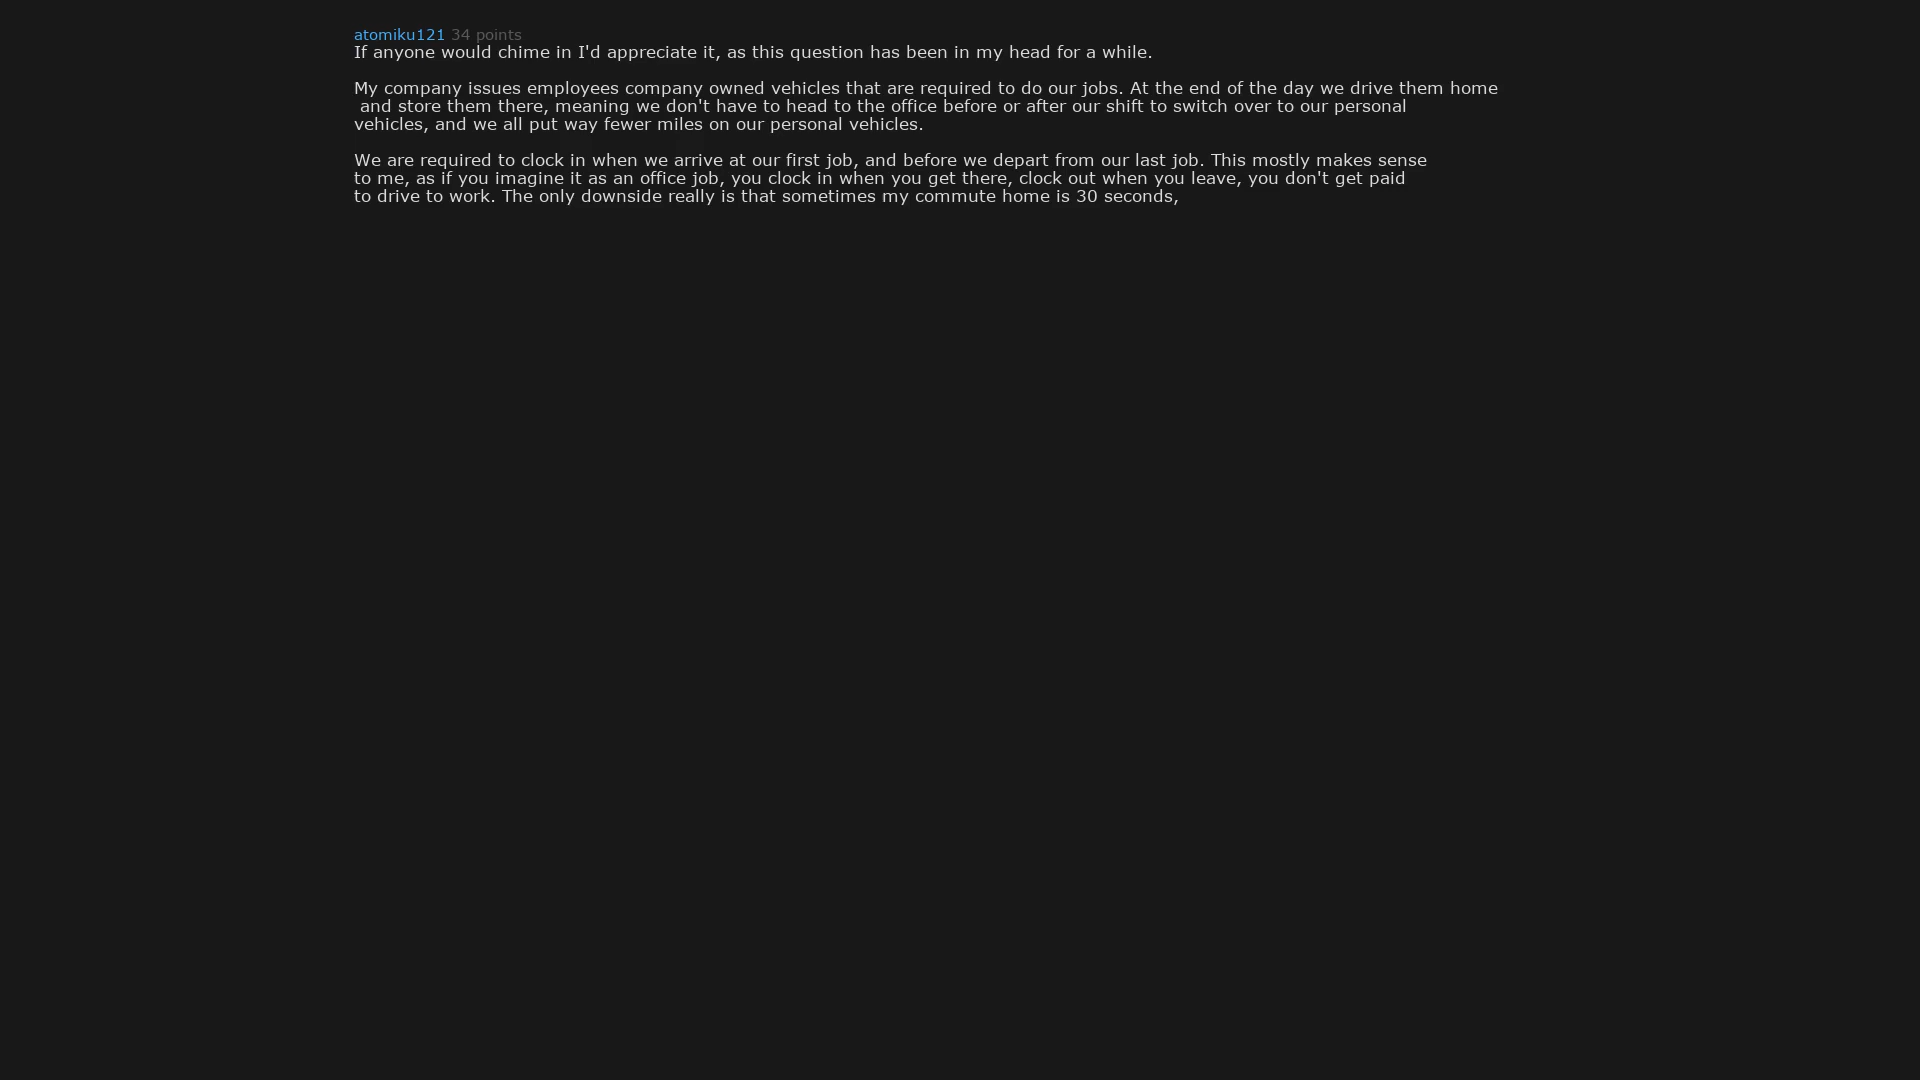 atomiku121 34 points
If anyone would chime in I'd appreciate it, as this question has been in my head for a while.
My company issues employees company owned vehicles that are required to do our jobs. At the end of the day we drive them home
and store them there, meaning we don't have to head to the office before or after our shift to switch over to our personal
vehicles, and we all put way fewer miles on our personal vehicles.
We are required to clock in when we arrive at our first job, and before we depart from our last job. This mostly makes sense
to me, as if you imagine it as an office job, you clock in when you get there, clock out when you leave, you don't get paid
to drive to work. The only downside really is that sometimes my commute home is 30 seconds,